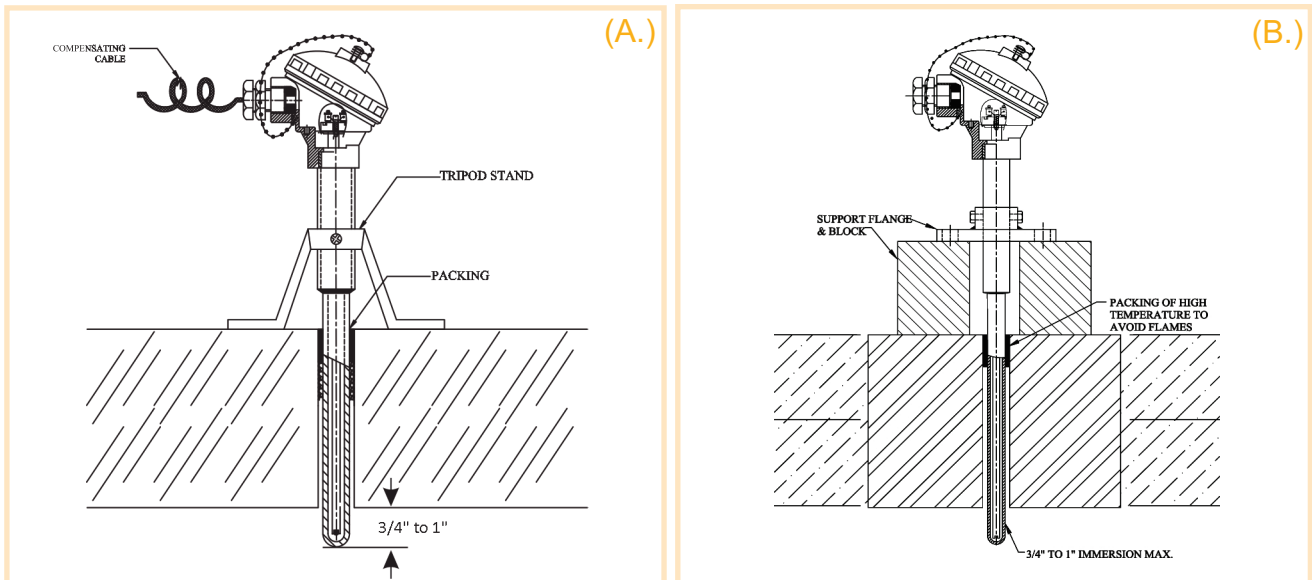 (A.)
COMPENSATING
CABLE
TRIPOD STAND
PACKING
3/4" to 1"
(B.)
SUPPORT FLANGE
& BLOCK
PACKING OF HIGH
TEMPERATURE TO
AVOID FLAMES
3/4" TO 1" IMMERSION MAX.